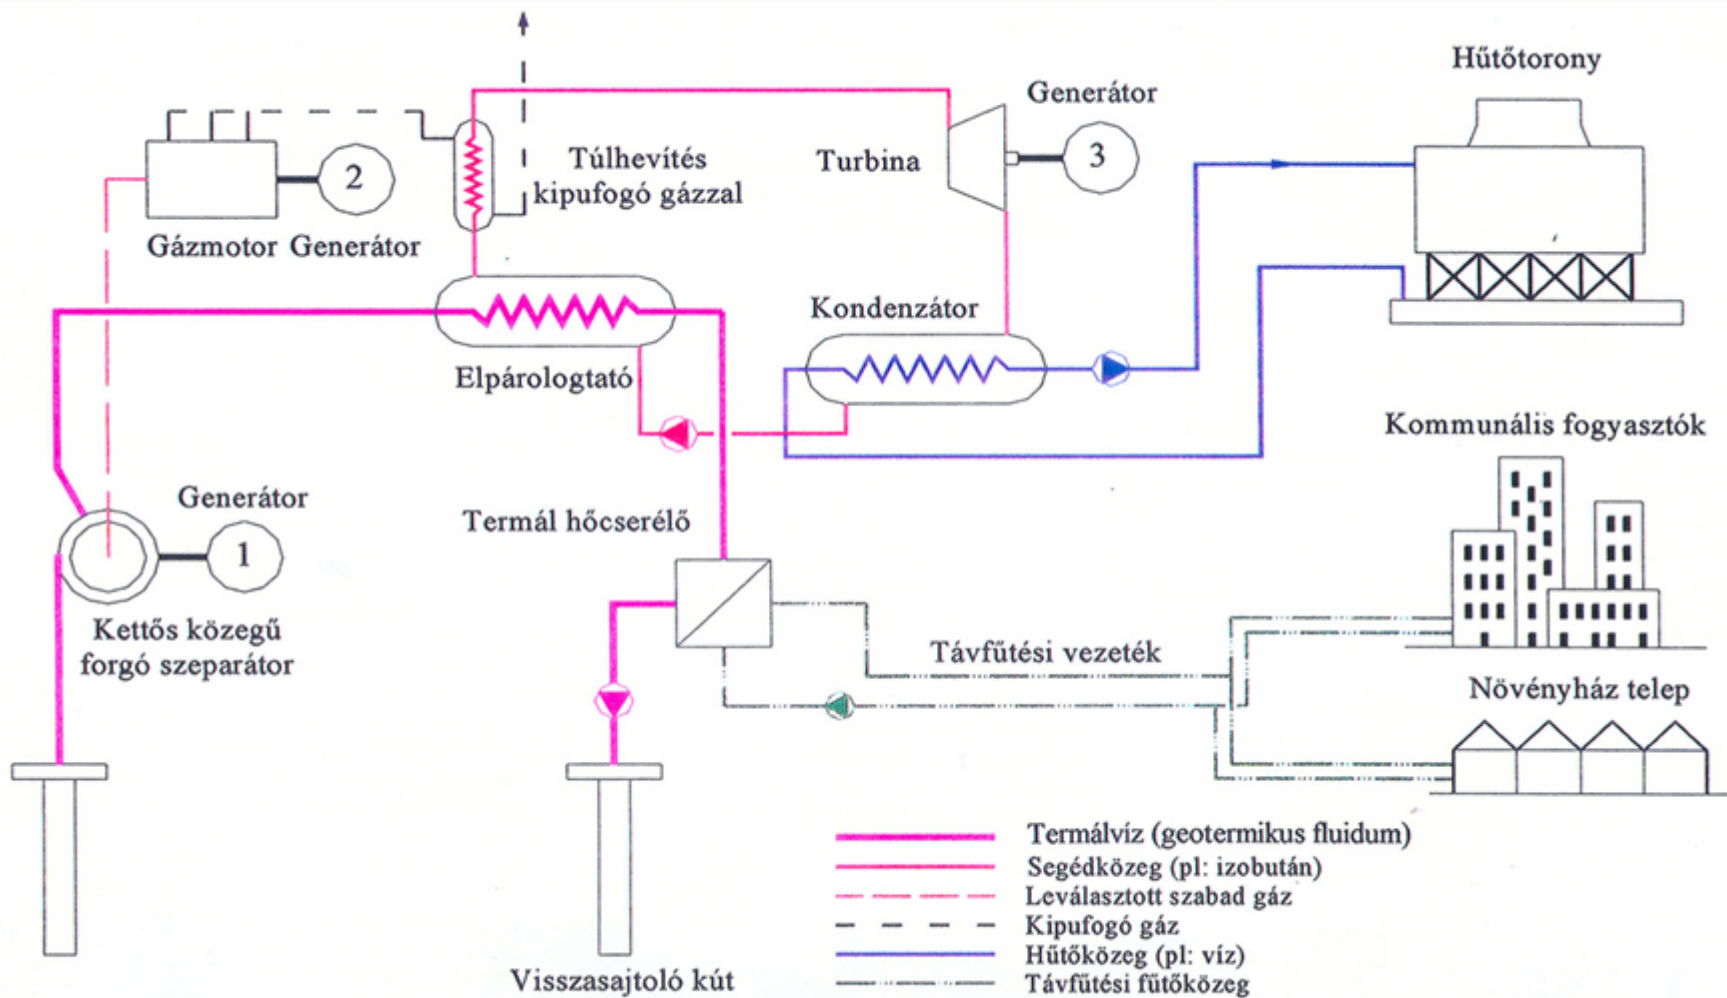 Hűtőtorony
Generátor
3
Turbina
Túlhevítés
kipufogó gázzal
2
Gázmotor
Generátor
Kondenzátor
Elpárologtató
Kommunális fogyasztók
Generátor
1
Termál hőcserélő
Kettős közegű
forgó szeparátor
Távfűtési vezeték
Növényház telep
Termálvíz (geotermikus fluidum)
Segédközeg (pl: izobután)
Leválasztott szabad gáz
Kipufogó gáz
Hűtőközeg (pl: víz)
Távfűtési fűtőközeg
Visszasajtoló kút